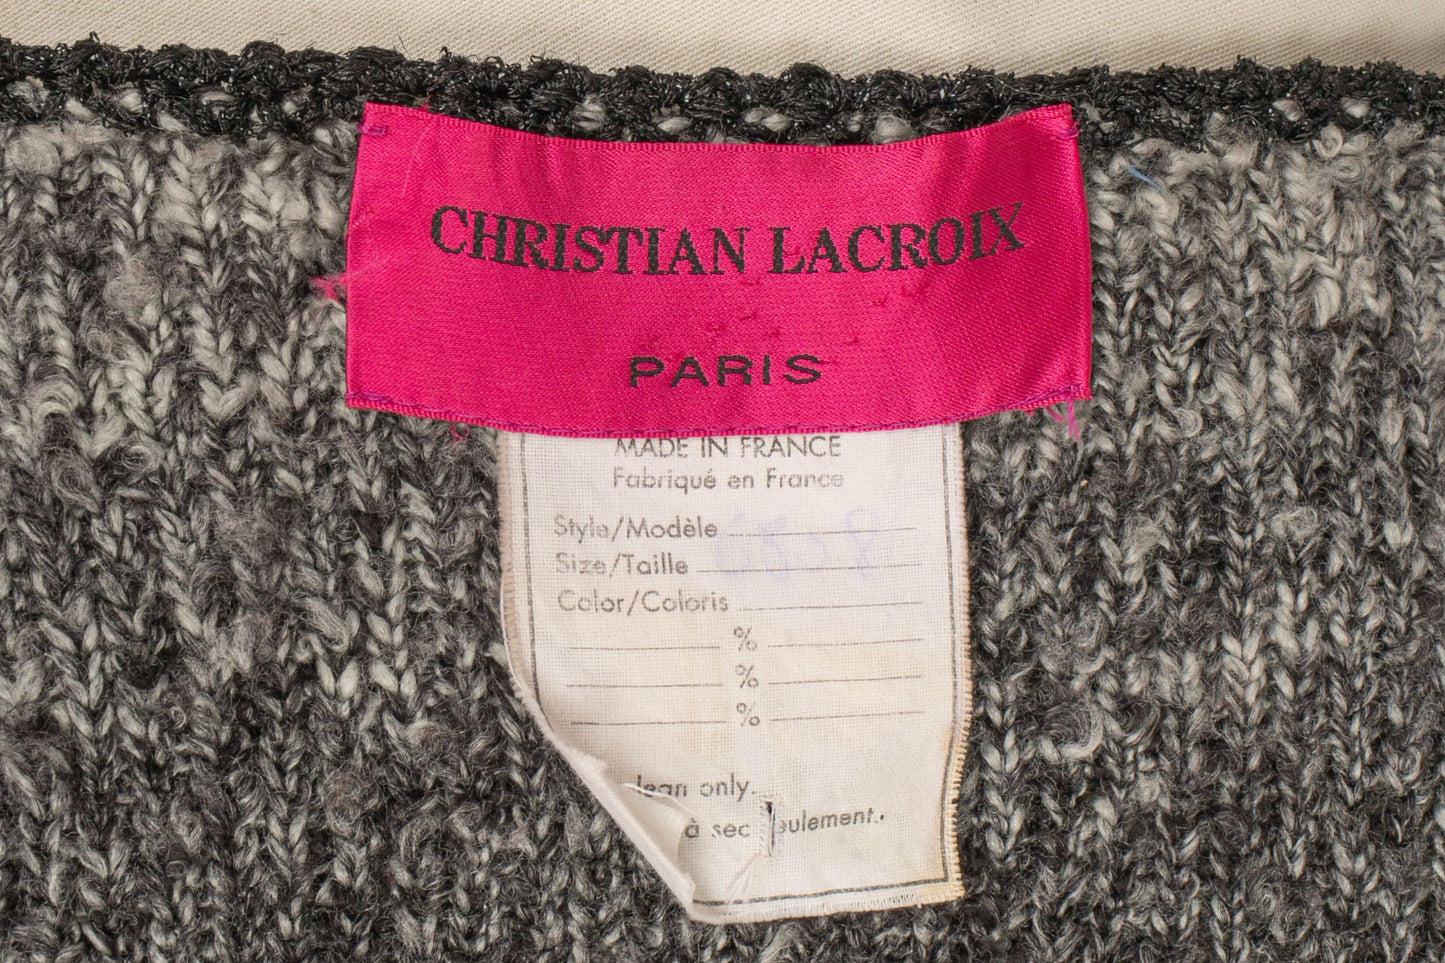 CHRISTIAN LACROIX
PARIS
MADE IN FRANCE
Fabriqué en France
Style/Modèle
Size/Taille
Color/Coloris
%
%
%
lean only.
à sec eulement.